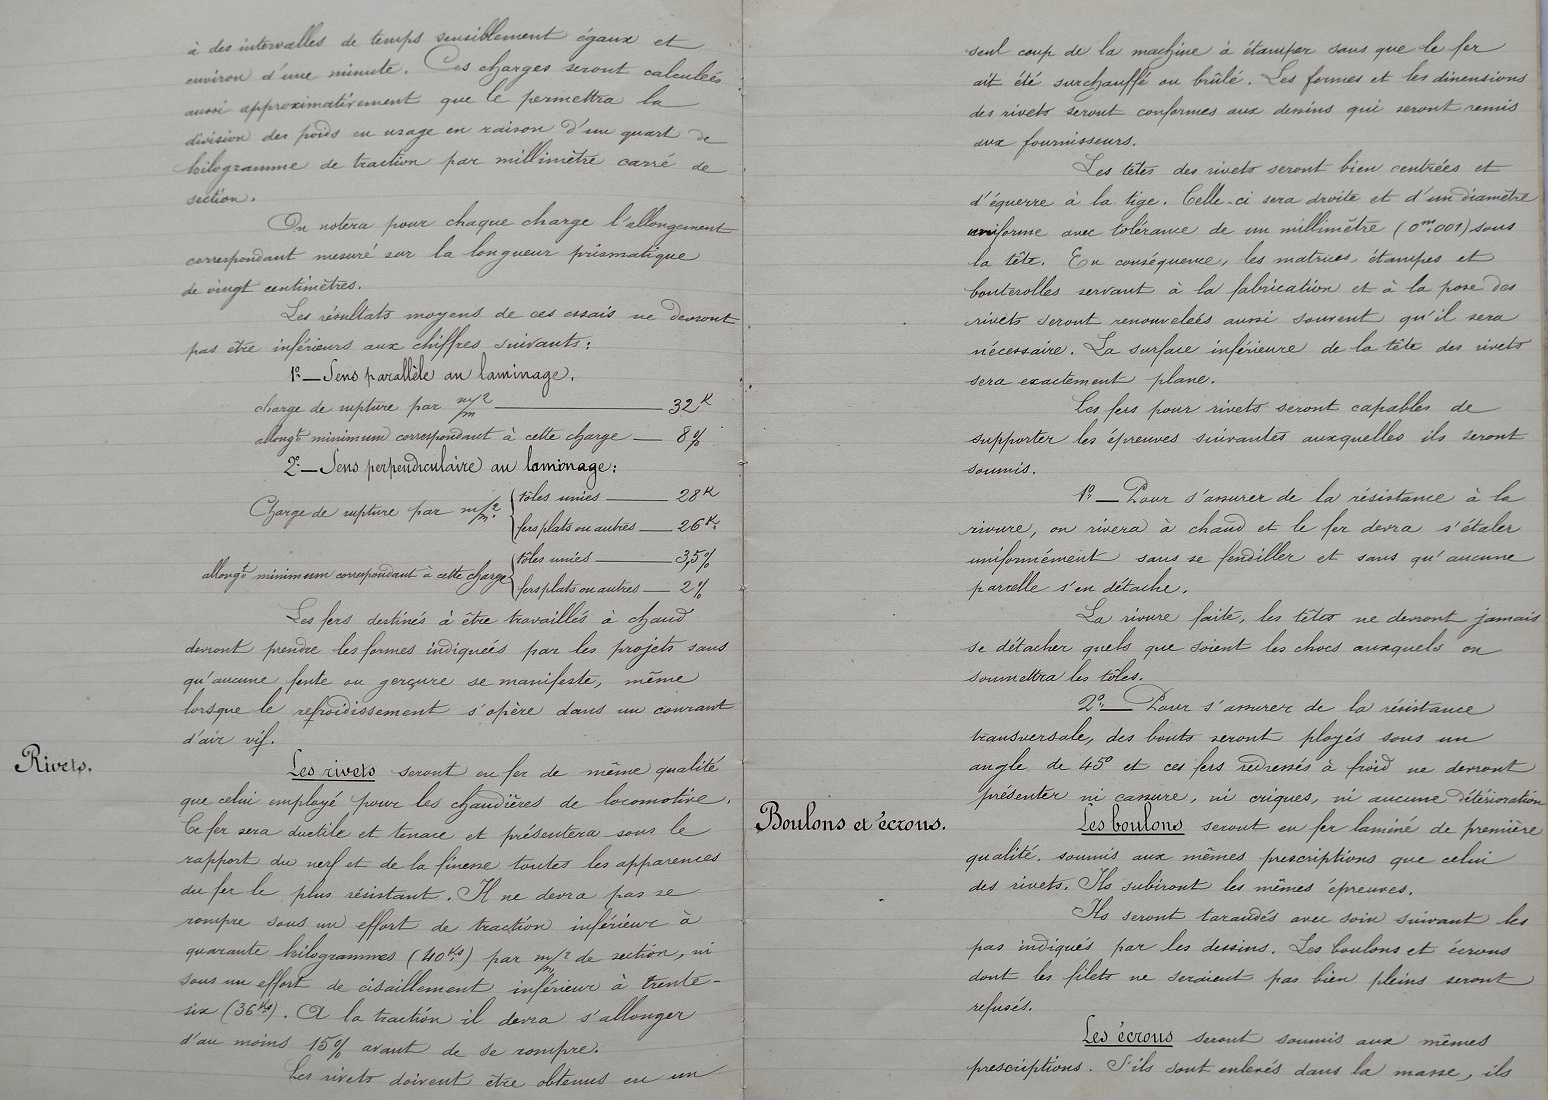 à des intervalles de temps sensiblement égaux et
environ d'une minute. Ces charges seront calculées
aussi approximativement que le permettra la
division des poids en usage en raison d'un quart de
kilogramme de traction par millimètre carré de
section.
On notera pour chaque charge l'allongement
correspondant mesuré sur la longueur prismatique
de vingt centimètres.
Les résultats moyens de ces essais ne devront
pas être inférieurs aux chiffres suivants :
1º — Sens parallèle au laminage.
charge de rupture par m/m 2 — 32 K
allongt minimum correspondant à cette charge — 8 %
2º — Sens perpendiculaire au laminage :
Charge de rupture par m/m 2 { tôles unies — 28 K
fers plats ou autres — 26 K.
allongt minimum correspondant à cette charge { tôles unies — 3,5 %
fers plats ou autres — 2 %
Les fers destinés à être travaillés à chaud
devront prendre les formes indiquées par les projets sans
qu'aucune fente ou gerçure se manifeste, même
lorsque le refroidissement s'opère dans un courant
d'air vif.
Rivets.
Les rivets seront en fer de même qualité
que celui employé pour les chaudières de locomotive.
Ce fer sera ductile et tenace et présentera sous le
rapport du nerf et de la finesse toutes les apparences
du fer le plus résistant. Il ne devra pas se
rompre sous un effort de traction inférieur à
quarante kilogrammes (40 Ks) par m/m 2 de section, ni
sous un effort de cisaillement inférieur à trente-
six (36 Ks). A la traction il devra s'allonger
d'au moins 15 % avant de se rompre.
Les rivets doivent être obtenus en un
seul coup de la machine à étamper sans que le fer
ait été surchauffé ou brûlé. Les formes et les dimensions
des rivets seront conformes aux dessins qui seront remis
aux fournisseurs.
Les têtes des rivets seront bien centrées et
d'équerre à la tige. Celle-ci sera droite et d'un diamètre
uniforme avec tolérance de un millimètre (0m,001) sous
la tête. En conséquence, les matrices, étampes et
bouterolles servant à la fabrication et à la pose des
rivets seront renouvelées aussi souvent qu'il sera
nécessaire. La surface inférieure de la tête des rivets
sera exactement plane.
Les fers pour rivets seront capables de
supporter les épreuves suivantes auxquelles ils seront
soumis.
1º — Pour s'assurer de la résistance à la
rivure, on rivera à chaud et le fer devra s'étaler
uniformément sans se fendiller et sans qu'aucune
parcelle s'en détache.
La rivure faite, les têtes ne devront jamais
se détacher quels que soient les chocs auxquels on
soumettra les tôles.
2º — Pour s'assurer de la résistance
transversale, des bouts seront ployés sous un
angle de 45º et ces fers redressés à froid ne devront
présenter ni cassure, ni criques, ni aucune détérioration
Boulons et écrous.
Les boulons seront en fer laminé de première
qualité, soumis aux mêmes prescriptions que celui
des rivets. Ils subiront les mêmes épreuves.
Ils seront taraudés avec soin suivant les
pas indiqués par les dessins. Les boulons et écrous
dont les filets ne seraient pas bien pleins seront
refusés.
Les écrous seront soumis aux mêmes
prescriptions. S'ils sont enlevés dans la masse, ils